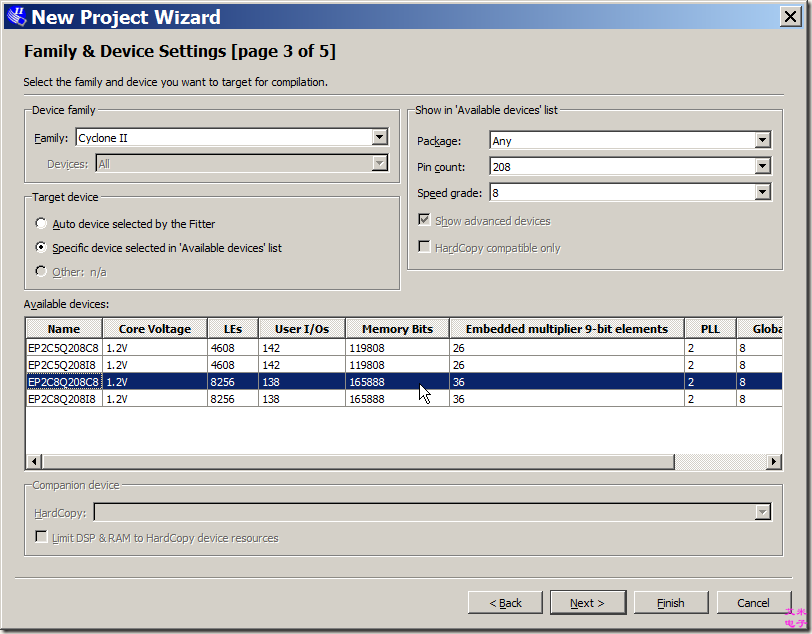 New Project Wizard
Family & Device Settings [page 3 of 5]
Select the family and device you want to target for compilation.
Device family
Family: Cyclone II
Devices: All
Show in 'Available devices' list
Package: Any
Pin count: 208
Speed grade: 8
Show advanced devices
HardCopy compatible only
Target device
Auto device selected by the Fitter
Specific device selected in 'Available devices' list
Other: n/a
Available devices:
Name Core Voltage LEs User I/Os Memory Bits Embedded multiplier 9-bit elements PLL Globa
EP2C5Q208C8 1.2V 4608 142 119808 26 2 8
EP2C5Q208I8 1.2V 4608 142 119808 26 2 8
EP2C8Q208C8 1.2V 8256 138 165888 36 2 8
EP2C8Q208I8 1.2V 8256 138 165888 36 2 8
Companion device
HardCopy:
Limit DSP & RAM to HardCopy device resources
< Back Next > Finish Cancel
电子